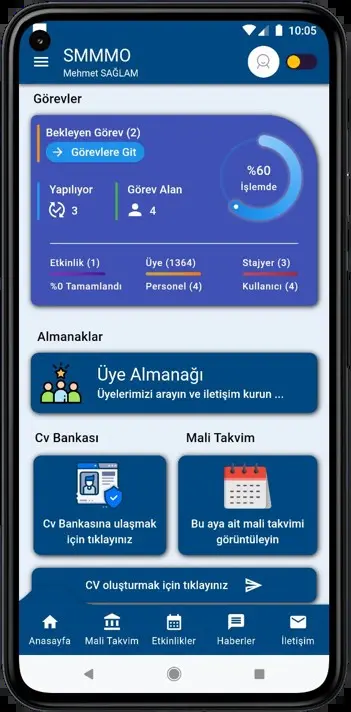 10:05
SMMMO
Mehmet SAĞLAM
Görevler
Bekleyen Görev (2)
Görevlere Git
%60
İşlemde
Yapılıyor
3
Görev Alan
4
Etkinlik (1)
Üye (1364)
Stajyer (3)
%0 Tamamlandı
Personel (4)
Kullanıcı (4)
Almanaklar
Üye Almanağı
Üyelerimizi arayın ve iletişim kurun ...
Cv Bankası
Mali Takvim
Cv Bankasına ulaşmak
için tıklayınız
Bu aya ait mali takvimi
görüntüleyin
CV oluşturmak için tıklayınız
Anasayfa
Mali Takvim
Etkinlikler
Haberler
İletişim